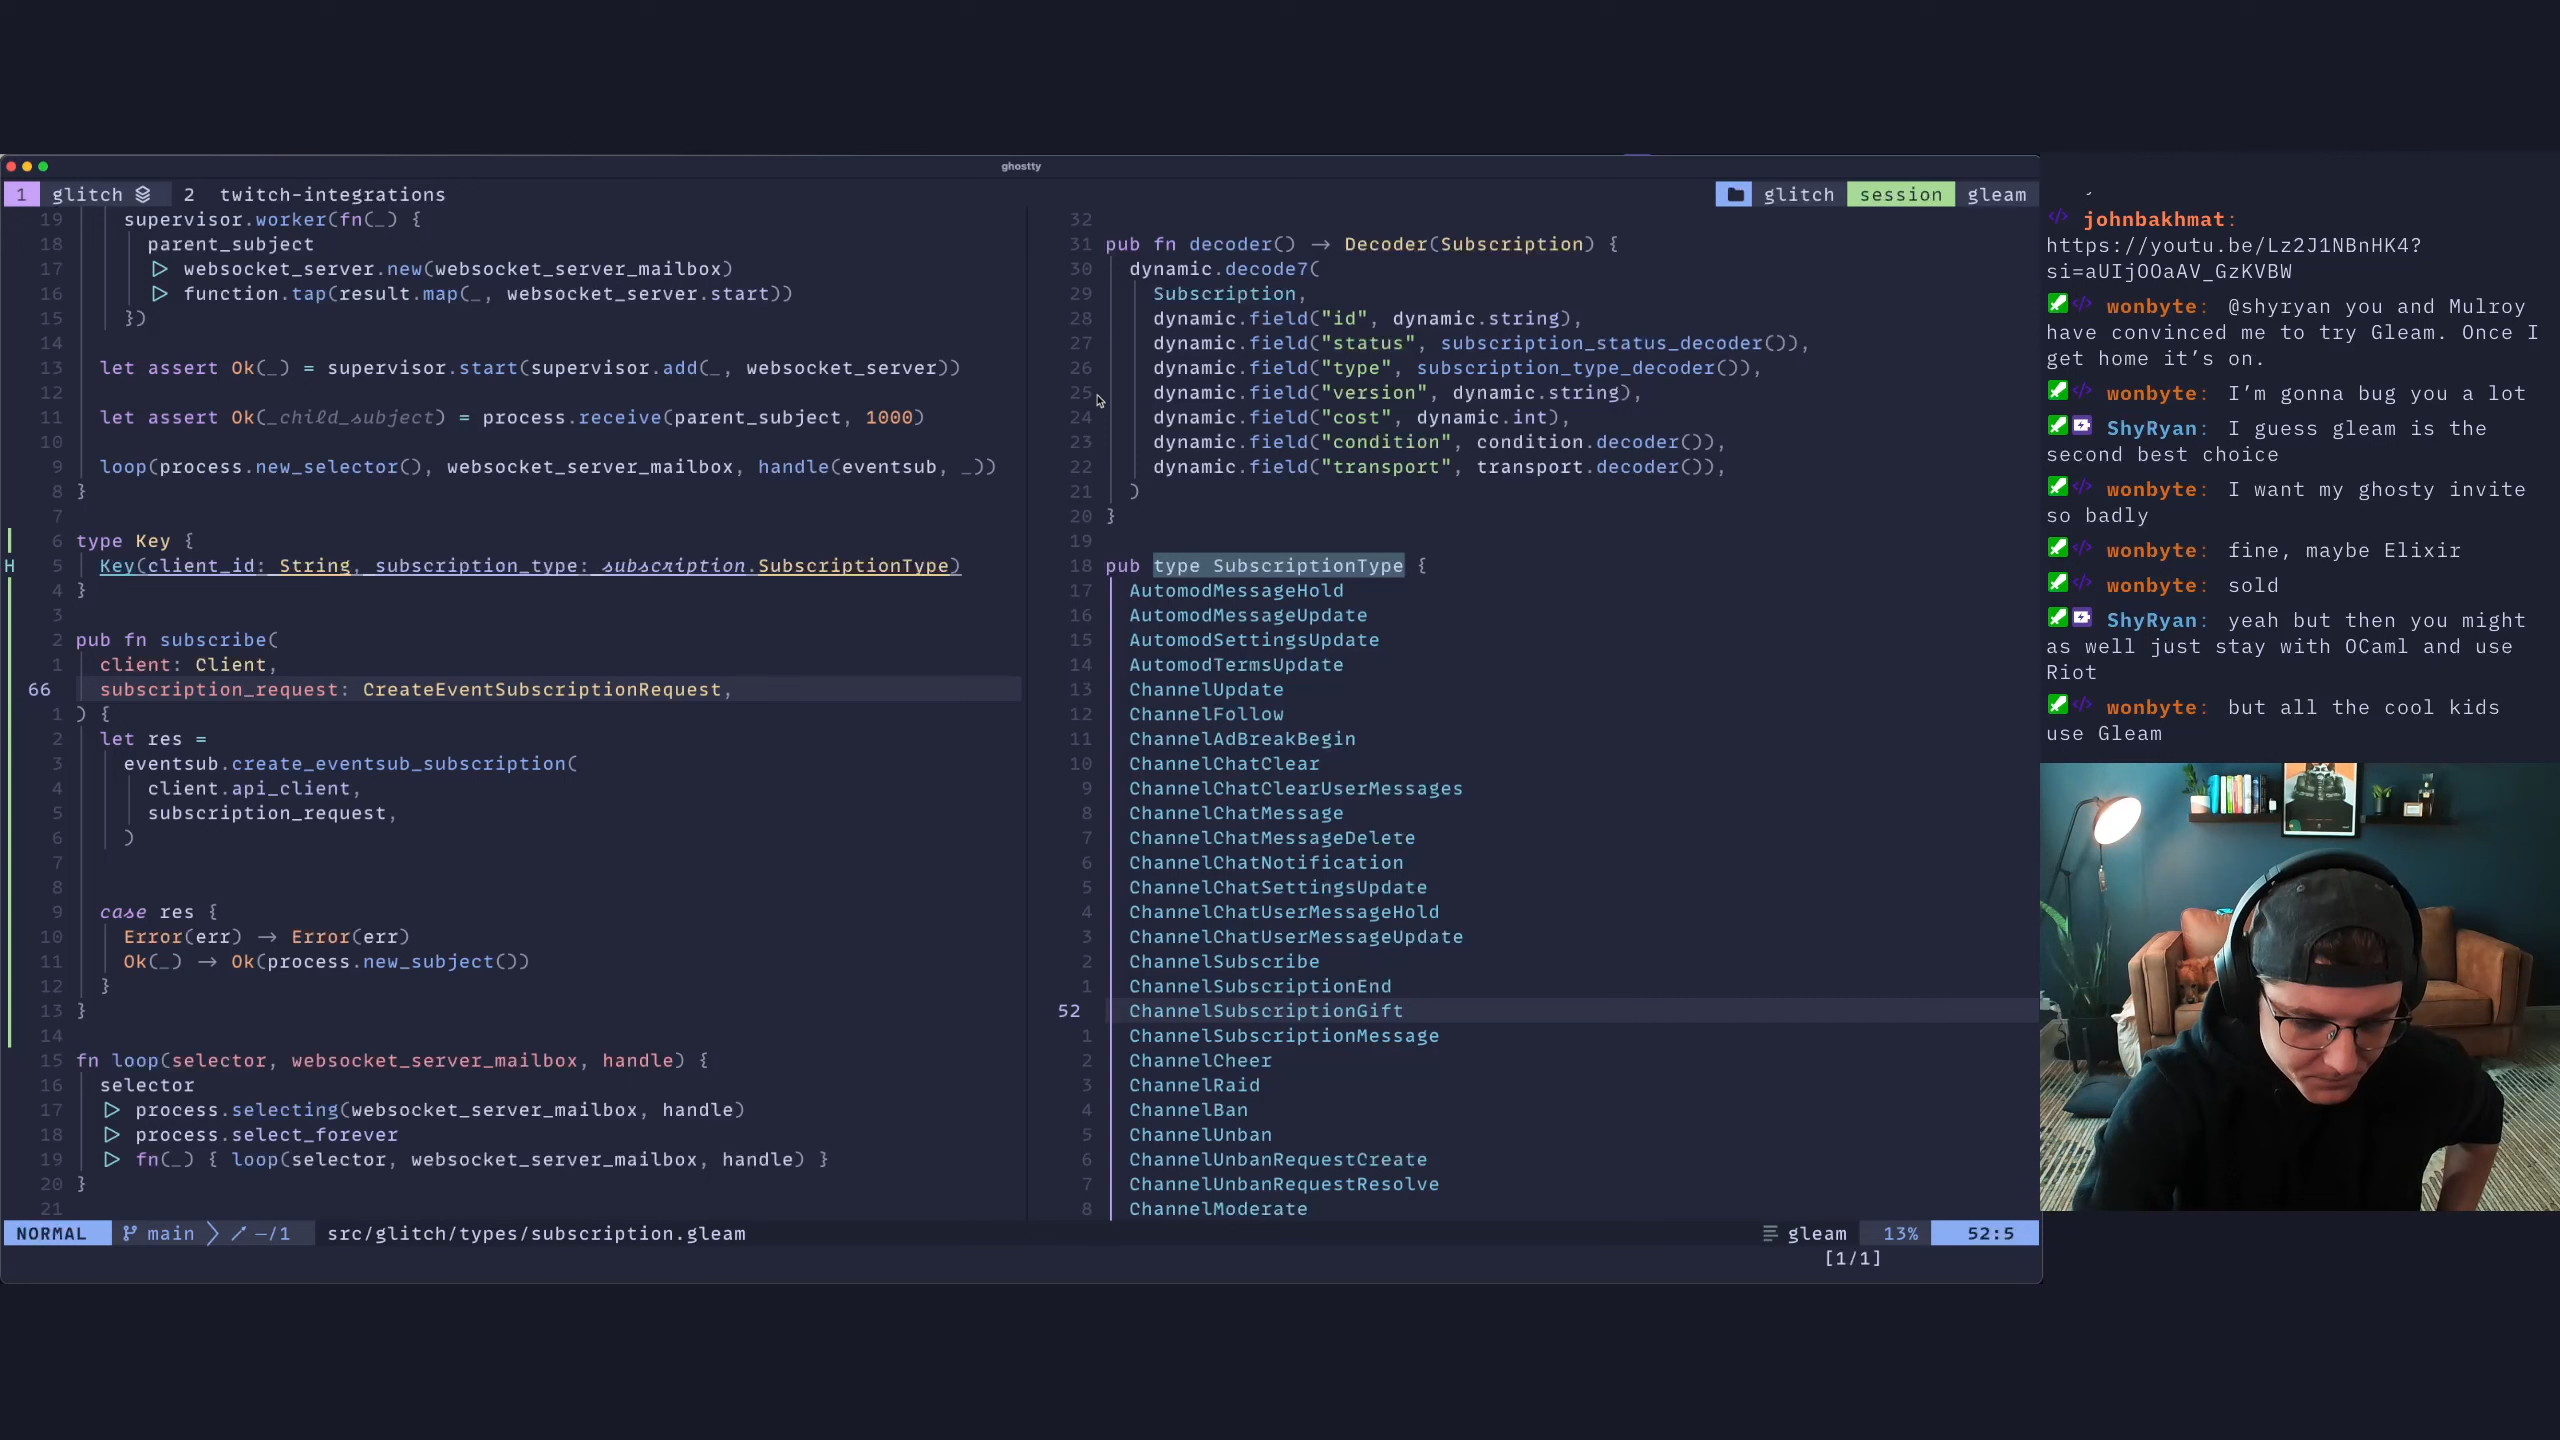 ghostty
1 glitch 2 twitch-integrations
glitch session gleam
19 supervisor.worker(fn(_) {
18 parent_subject
17 ▷ websocket_server.new(websocket_server_mailbox)
16 ▷ function.tap(result.map(_, websocket_server.start))
15 })
14
13 let assert Ok(_) = supervisor.start(supervisor.add(_, websocket_server))
12
11 let assert Ok(_child_subject) = process.receive(parent_subject, 1000)
10
9 loop(process.new_selector(), websocket_server_mailbox, handle(eventsub, _))
8 }
7
6 type Key {
H 5 Key(client_id: String, subscription_type: subscription.SubscriptionType)
4 }
3
2 pub fn subscribe(
1 client: Client,
66 subscription_request: CreateEventSubscriptionRequest,
1 ) {
2 let res =
3 eventsub.create_eventsub_subscription(
4 client.api_client,
5 subscription_request,
6 )
7
8
9 case res {
10 Error(err) → Error(err)
11 Ok(_) → Ok(process.new_subject())
12 }
13 }
14
15 fn loop(selector, websocket_server_mailbox, handle) {
16 selector
17 ▷ process.selecting(websocket_server_mailbox, handle)
18 ▷ process.select_forever
19 ▷ fn(_) { loop(selector, websocket_server_mailbox, handle) }
20 }
21
32
31 pub fn decoder() → Decoder(Subscription) {
30 dynamic.decode7(
29 Subscription,
28 dynamic.field("id", dynamic.string),
27 dynamic.field("status", subscription_status_decoder()),
26 dynamic.field("type", subscription_type_decoder()),
25 dynamic.field("version", dynamic.string),
24 dynamic.field("cost", dynamic.int),
23 dynamic.field("condition", condition.decoder()),
22 dynamic.field("transport", transport.decoder()),
21 )
20 }
19
18 pub type SubscriptionType {
17 AutomodMessageHold
16 AutomodMessageUpdate
15 AutomodSettingsUpdate
14 AutomodTermsUpdate
13 ChannelUpdate
12 ChannelFollow
11 ChannelAdBreakBegin
10 ChannelChatClear
9 ChannelChatClearUserMessages
8 ChannelChatMessage
7 ChannelChatMessageDelete
6 ChannelChatNotification
5 ChannelChatSettingsUpdate
4 ChannelChatUserMessageHold
3 ChannelChatUserMessageUpdate
2 ChannelSubscribe
1 ChannelSubscriptionEnd
52 ChannelSubscriptionGift
1 ChannelSubscriptionMessage
2 ChannelCheer
3 ChannelRaid
4 ChannelBan
5 ChannelUnban
6 ChannelUnbanRequestCreate
7 ChannelUnbanRequestResolve
8 ChannelModerate
NORMAL main −/1 src/glitch/types/subscription.gleam
gleam 13% 52:5
[1/1]
johnbakhmat:
https://youtu.be/Lz2J1NBnHK4?
si=aUIjOOaAV_GzKVBW
wonbyte: @shyryan you and Mulroy
have convinced me to try Gleam. Once I
get home it’s on.
wonbyte: I’m gonna bug you a lot
ShyRyan: I guess gleam is the
second best choice
wonbyte: I want my ghosty invite
so badly
wonbyte: fine, maybe Elixir
wonbyte: sold
ShyRyan: yeah but then you might
as well just stay with OCaml and use
Riot
wonbyte: but all the cool kids
use Gleam